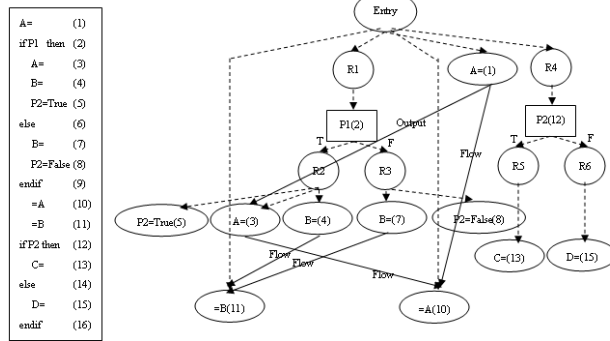 A= (1)
if P1 then (2)
A= (3)
B= (4)
P2=True (5)
else (6)
B= (7)
P2=False (8)
endif (9)
=A (10)
=B (11)
if P2 then (12)
C= (13)
else (14)
D= (15)
endif (16)
Entry
R1
A=(1)
R4
P1(2)
Output
P2(12)
T
F
T
F
Flow
R2
R3
R5
R6
P2=True(5)
A=(3)
B=(4)
B=(7)
P2=False(8)
Flow
Flow
Flow
C=(13)
D=(15)
=B(11)
=A(10)